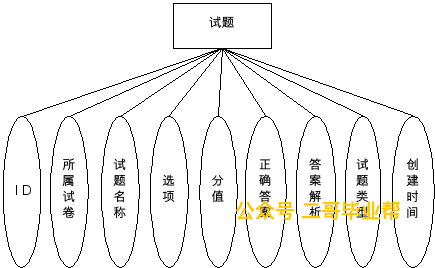 试题
ID
所属试卷
试题名称
选项
分值
正确答案
答案解析
试题类型
创建时间
公众号 二哥毕业帮